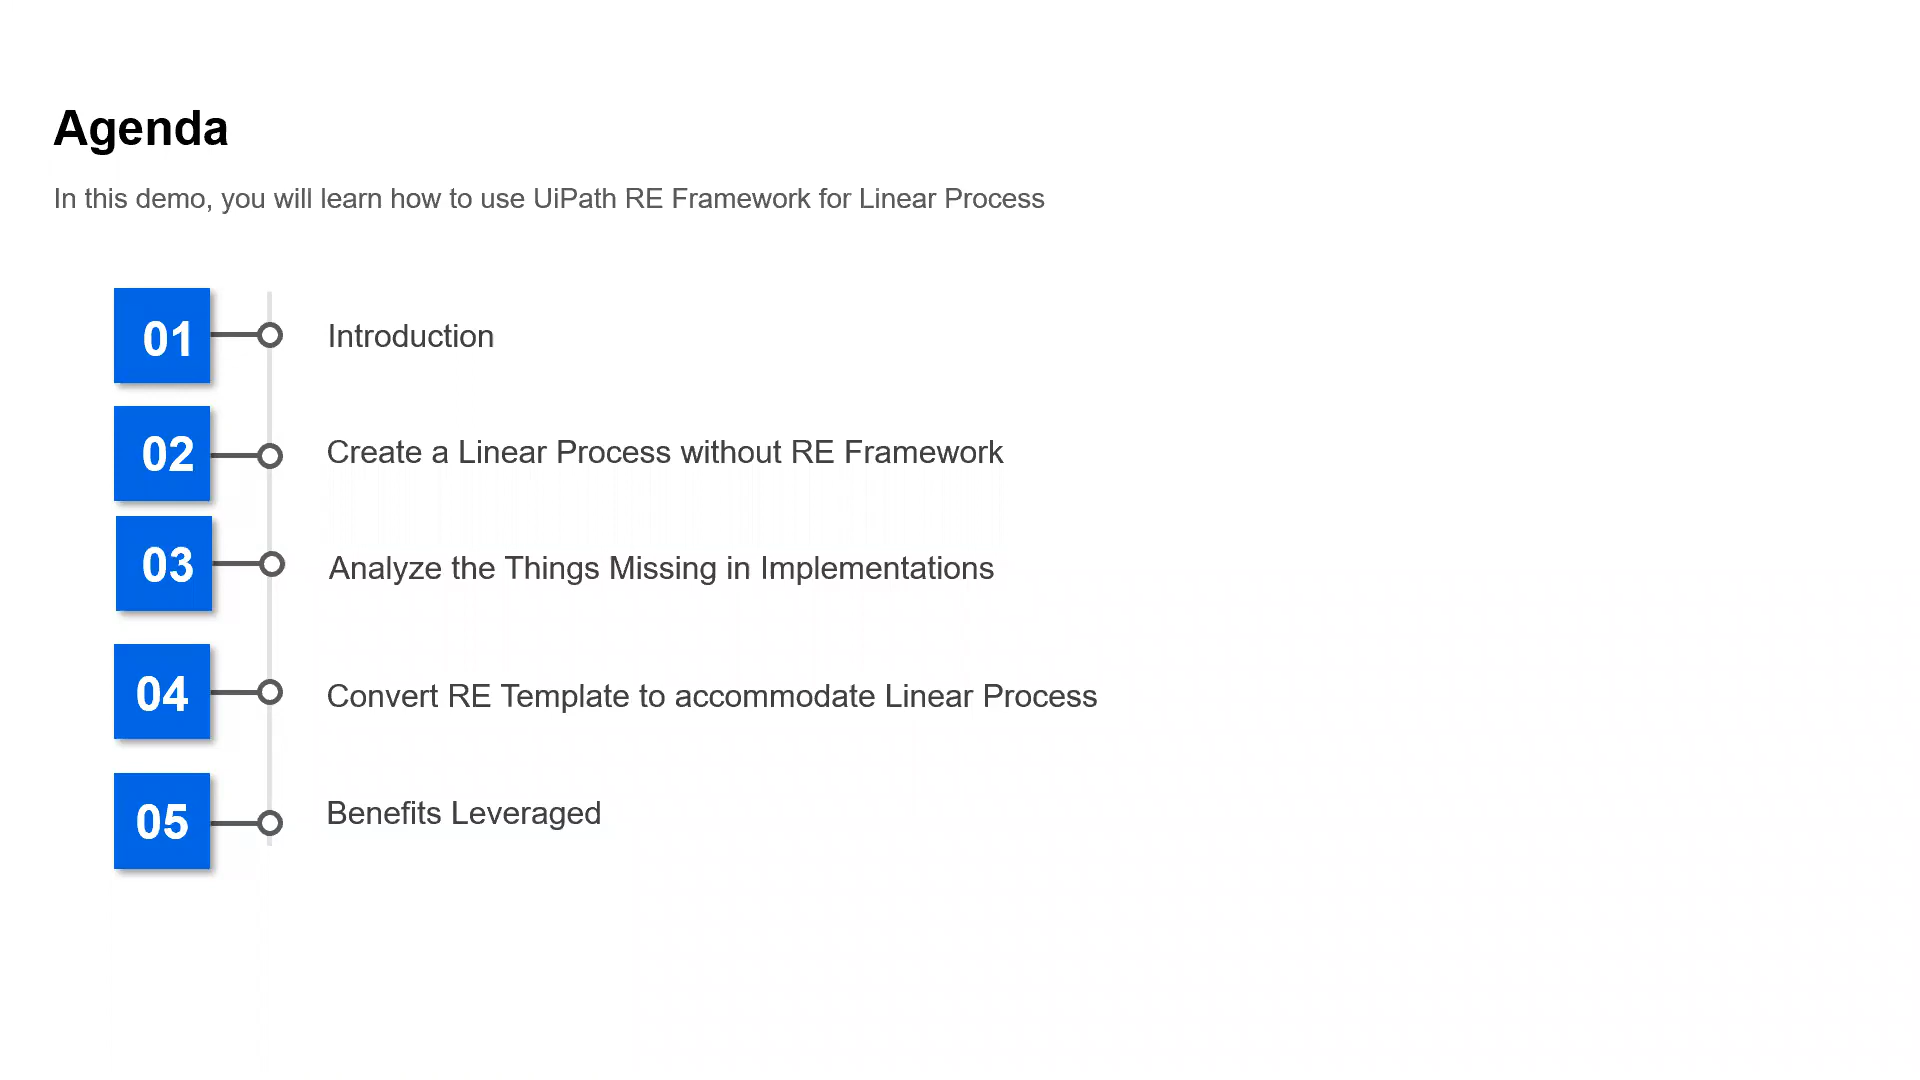 Agenda
In this demo, you will learn how to use UiPath RE Framework for Linear Process
01 Introduction
02 Create a Linear Process without RE Framework
03 Analyze the Things Missing in Implementations
04 Convert RE Template to accommodate Linear Process
05 Benefits Leveraged